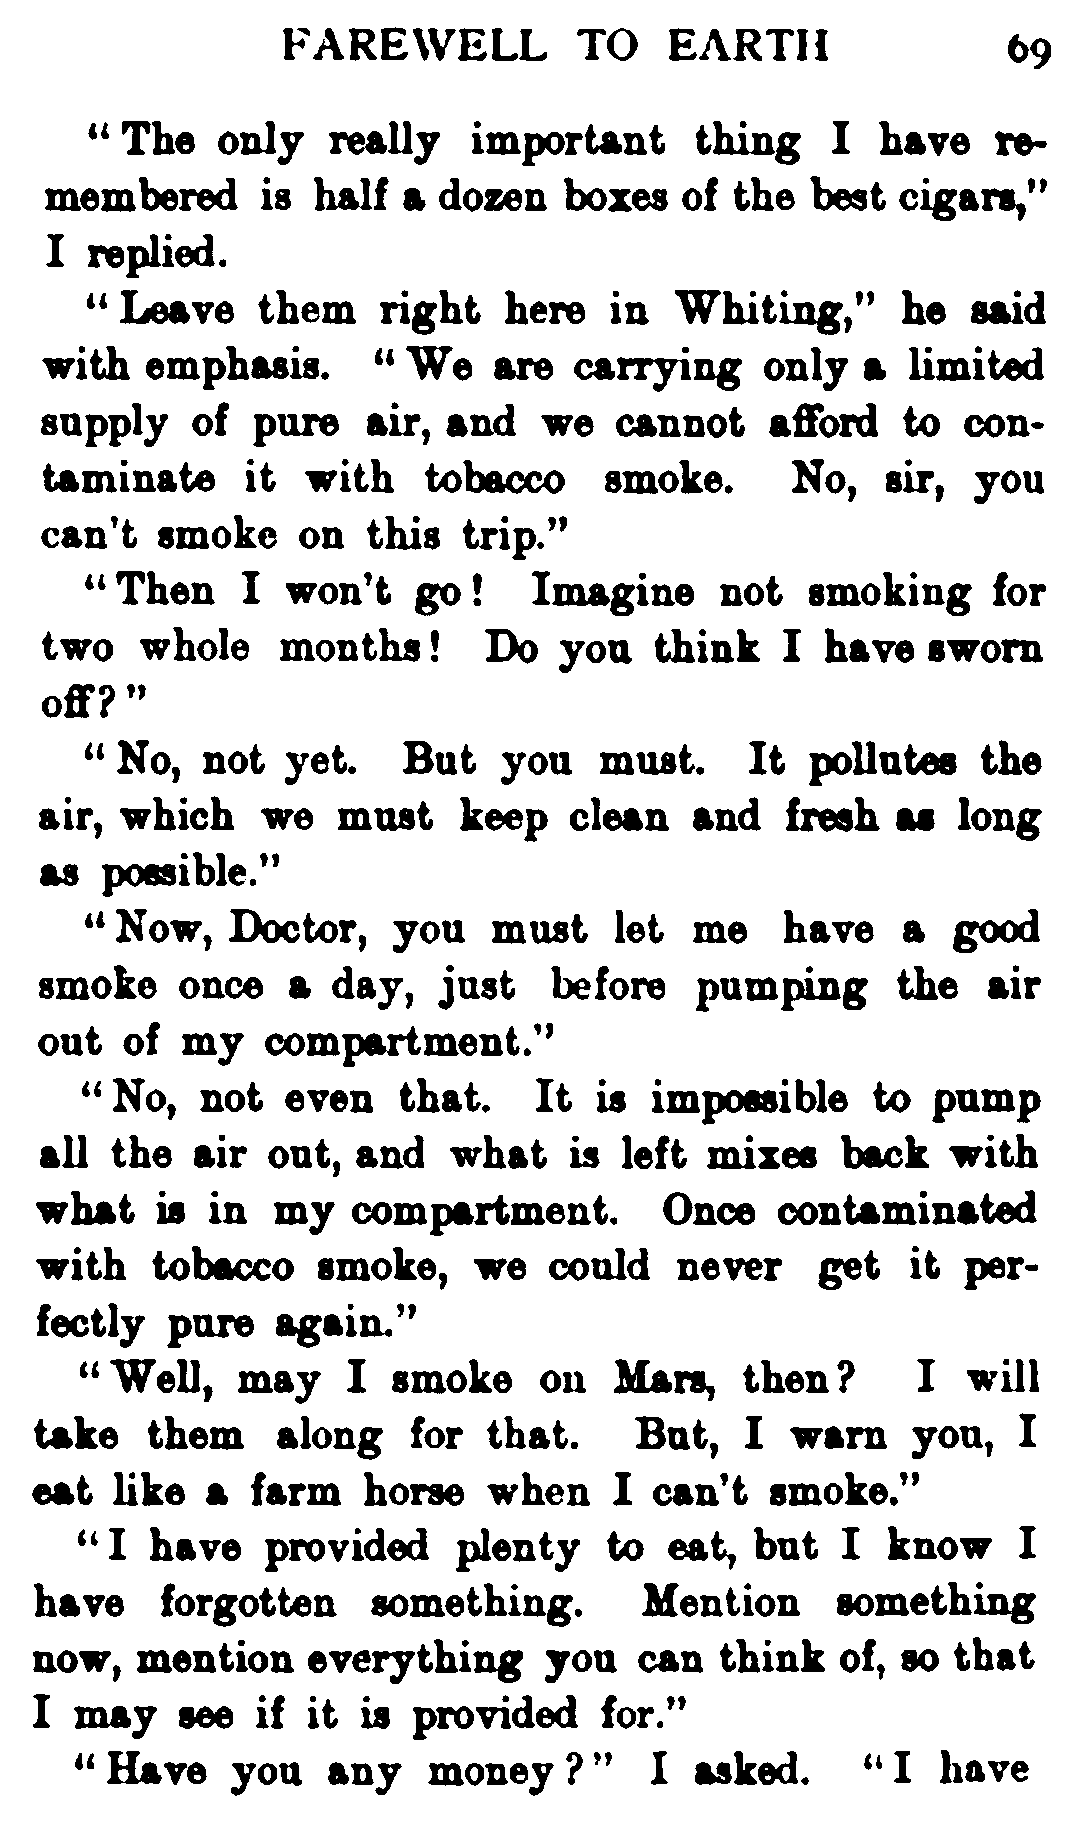 FAREWELL TO EARTH 69
“The only really important thing I have re-
membered is half a dozen boxes of the best cigars,”
I replied.
“Leave them right here in Whiting,” he said
with emphasis. “We are carrying only a limited
supply of pure air, and we cannot afford to con-
taminate it with tobacco smoke. No, sir, you
can't smoke on this trip.”
“Then I won't go! Imagine not smoking for
two whole months! Do you think I have sworn
off?”
“No, not yet. But you must. It pollutes the
air, which we must keep clean and fresh as long
as possible.”
“Now, Doctor, you must let me have a good
smoke once a day, just before pumping the air
out of my compartment.”
“No, not even that. It is impossible to pump
all the air out, and what is left mixes back with
what is in my compartment. Once contaminated
with tobacco smoke, we could never get it per-
fectly pure again.”
“Well, may I smoke on Mars, then? I will
take them along for that. But, I warn you, I
eat like a farm horse when I can't smoke.”
“I have provided plenty to eat, but I know I
have forgotten something. Mention something
now, mention everything you can think of, so that
I may see if it is provided for.”
“Have you any money?” I asked. “I have